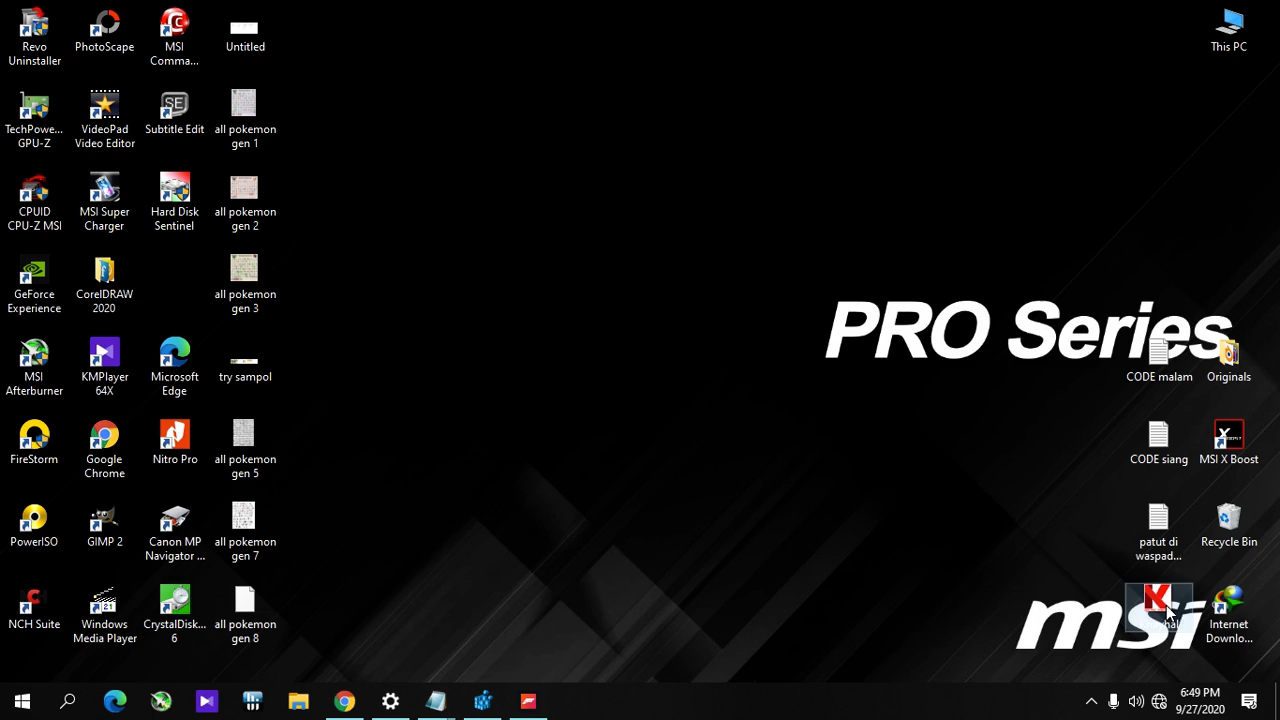 Revo
Uninstaller
PhotoScape
MSI
Comma...
Untitled
This PC
TechPowe...
GPU-Z
VideoPad
Video Editor
Subtitle Edit
all pokemon
gen 1
CPUID
CPU-Z MSI
MSI Super
Charger
Hard Disk
Sentinel
all pokemon
gen 2
GeForce
Experience
CorelDRAW
2020
all pokemon
gen 3
PRO Series
MSI
Afterburner
KMPlayer
64X
Microsoft
Edge
try sampol
CODE malam
Originals
FireStorm
Google
Chrome
Nitro Pro
all pokemon
gen 5
CODE siang
MSI X Boost
PowerISO
GIMP 2
Canon MP
Navigator ...
all pokemon
gen 7
patut di
waspad...
Recycle Bin
NCH Suite
Windows
Media Player
CrystalDisk...
6
all pokemon
gen 8
msi
Internet
Downlo...
6:49 PM
9/27/2020